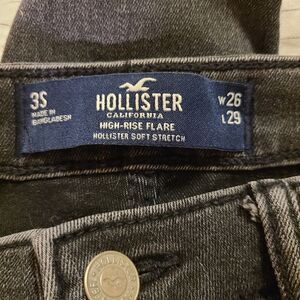 3S
MADE IN
BANGLADESH
HOLLISTER
CALIFORNIA
HIGH-RISE FLARE
HOLLISTER SOFT STRETCH
W26
L29